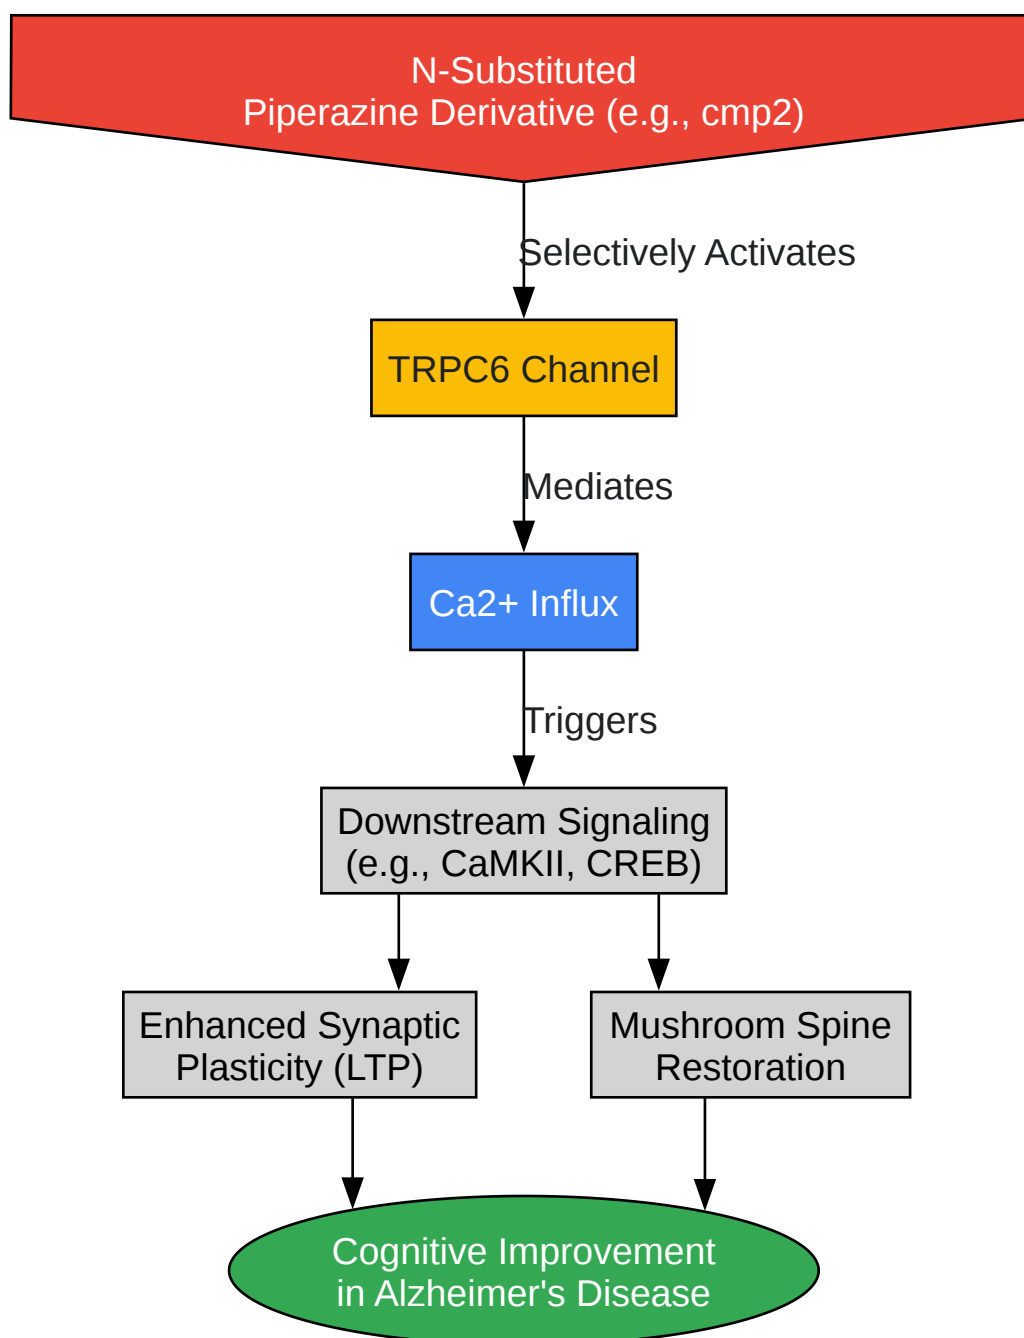 N-Substituted
Piperazine Derivative (e.g., cmp2)
Selectively Activates
TRPC6 Channel
Mediates
Ca2+ Influx
Triggers
Downstream Signaling
(e.g., CaMKII, CREB)
Enhanced Synaptic
Plasticity (LTP)
Mushroom Spine
Restoration
Cognitive Improvement
in Alzheimer's Disease